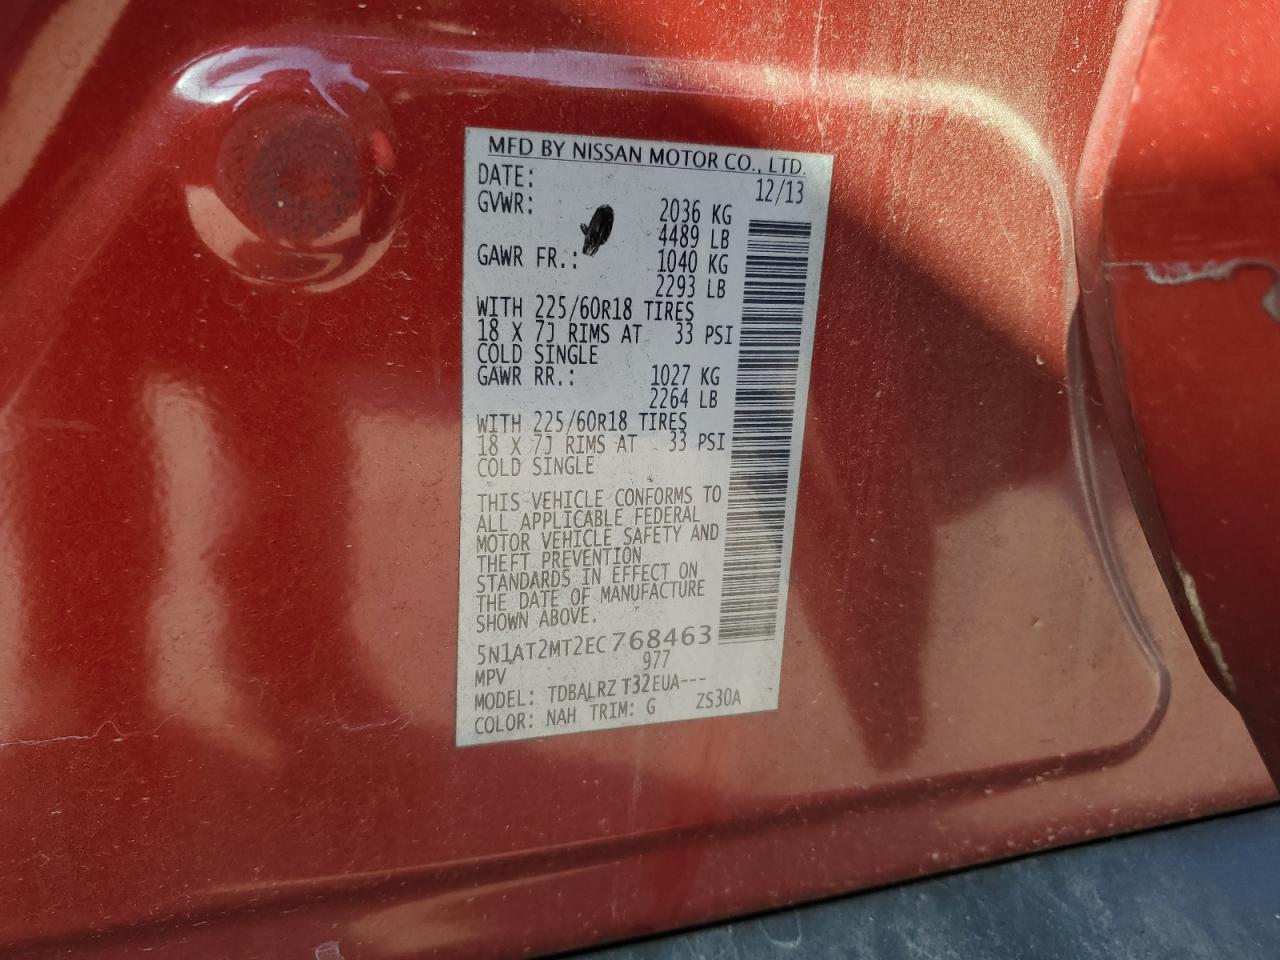 MFD BY NISSAN MOTOR CO., LTD.
DATE: 12/13
GVWR: 2036 KG
4489 LB
GAWR FR.: 1040 KG
2293 LB
WITH 225/60R18 TIRES
18 X 7J RIMS AT 33 PSI
COLD SINGLE
GAWR RR.: 1027 KG
2264 LB
WITH 225/60R18 TIRES
18 X 7J RIMS AT 33 PSI
COLD SINGLE
THIS VEHICLE CONFORMS TO
ALL APPLICABLE FEDERAL
MOTOR VEHICLE SAFETY AND
THEFT PREVENTION
STANDARDS IN EFFECT ON
THE DATE OF MANUFACTURE
SHOWN ABOVE.
5N1AT2MT2EC768463
MPV 977
MODEL: TDBALRZ T32EUA---
COLOR: NAH TRIM: G ZS30A